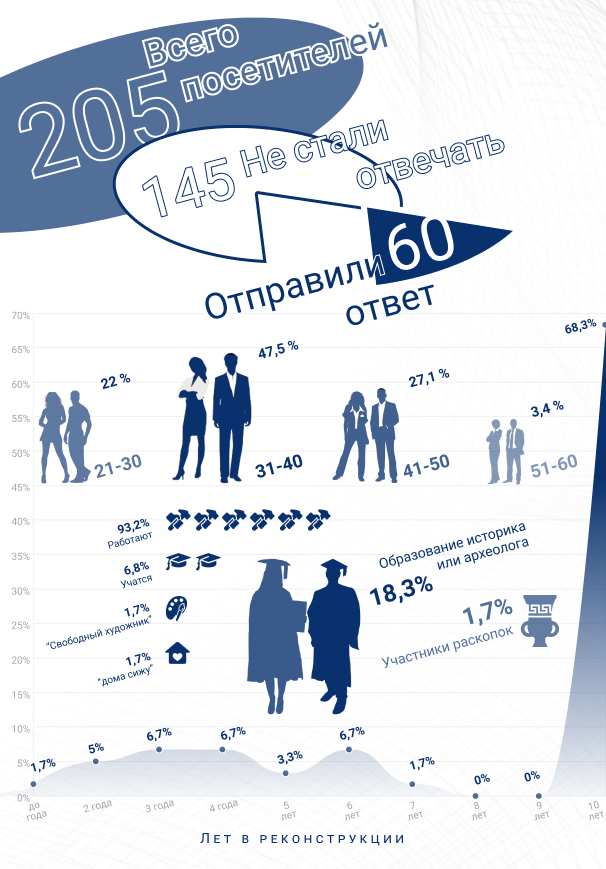 Всего
205 посетителей
145 Не стали
отвечать
Отправили 60
ответ
70%
68,3%
65%
47,5 %
60%
22 %
27,1 %
55%
3,4 %
50%
21-30
31-40
41-50
51-60
45%
40%
93,2%
Работают
35%
Образование историка
или археолога
18,3%
30%
6,8%
Учатся
25%
1,7%
"Свободный художник"
1,7%
Участники раскопок
20%
1,7%
"дома сижу"
15%
10%
5%
0%
1,7%
5%
6,7%
6,7%
3,3%
6,7%
1,7%
0%
0%
до
года
2 года
3 года
4 года
5
лет
6
лет
7
лет
8
лет
9
лет
10
лет
Лет в реконструкции